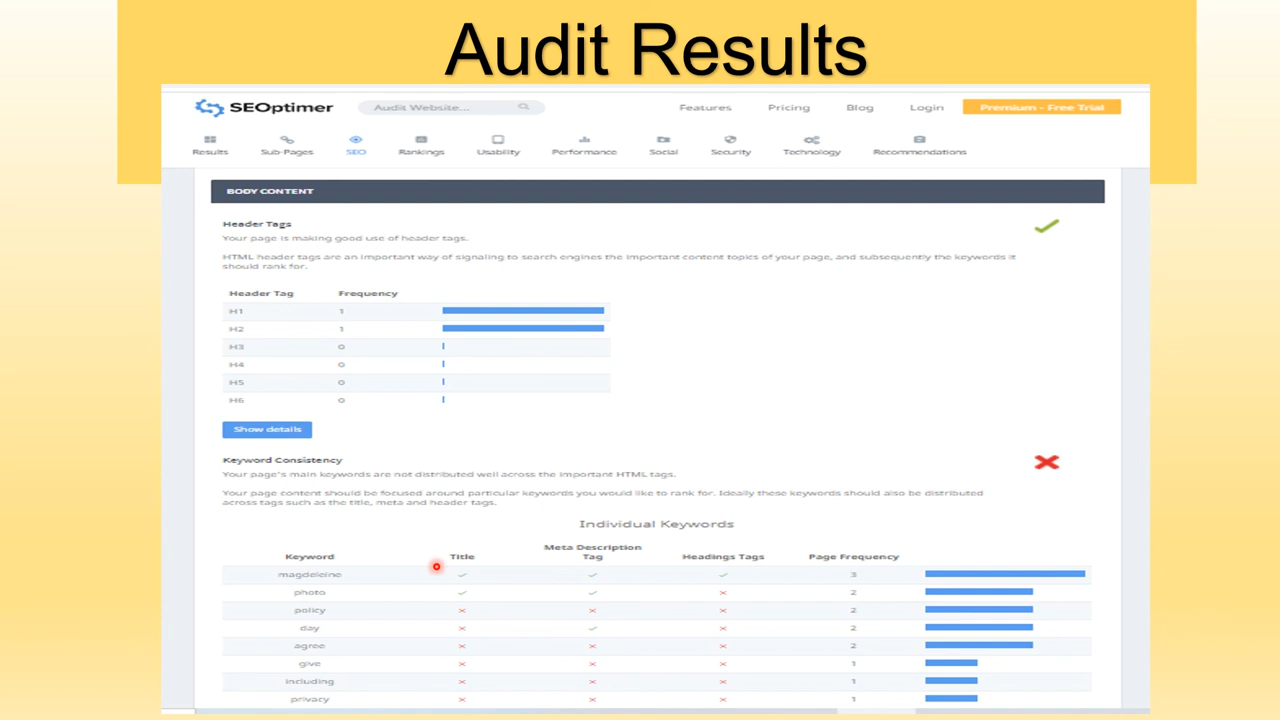 Audit Results
SEOptimer
Audit Website...
Features Pricing Blog Login Premium - Free Trial
Results Sub-Pages SEO Rankings Usability Performance Social Security Technology Recommendations
BODY CONTENT
Header Tags
Your page is making good use of header tags.
HTML header tags are an important way of signaling to search engines the important content topics of your page, and subsequently the keywords it
should rank for.
Header Tag Frequency
H1 1
H2 1
H3 0
H4 0
H5 0
H6 0
Show details
Keyword Consistency
Your page's main keywords are not distributed well across the important HTML tags.
Your page content should be focused around particular keywords you would like to rank for. Ideally these keywords should also be distributed
across tags such as the title, meta and header tags.
Individual Keywords
Keyword Title Meta Description Tag Headings Tags Page Frequency
magdeleine 3
photo 2
policy 2
day 2
agree 2
give 1
including 1
privacy 1